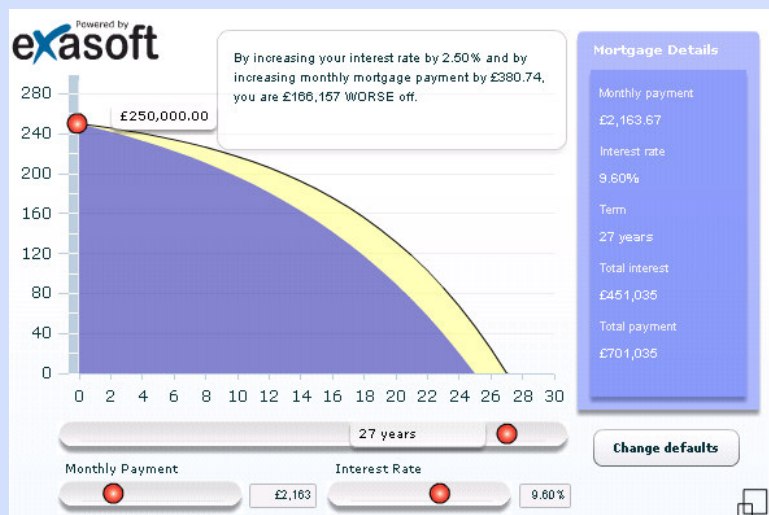 Powered by
exasoft
By increasing your interest rate by 2.50% and by
increasing monthly mortgage payment by £380.74,
you are £166,157 WORSE off.
£250,000.00
280
240
200
160
120
80
40
0
0 2 4 6 8 10 12 14 16 18 20 22 24 26 28 30
27 years
Monthly Payment
£2,163
Interest Rate
9.60%
Mortgage Details
Monthly payment
£2,163.67
Interest rate
9.60%
Term
27 years
Total interest
£451,035
Total payment
£701,035
Change defaults